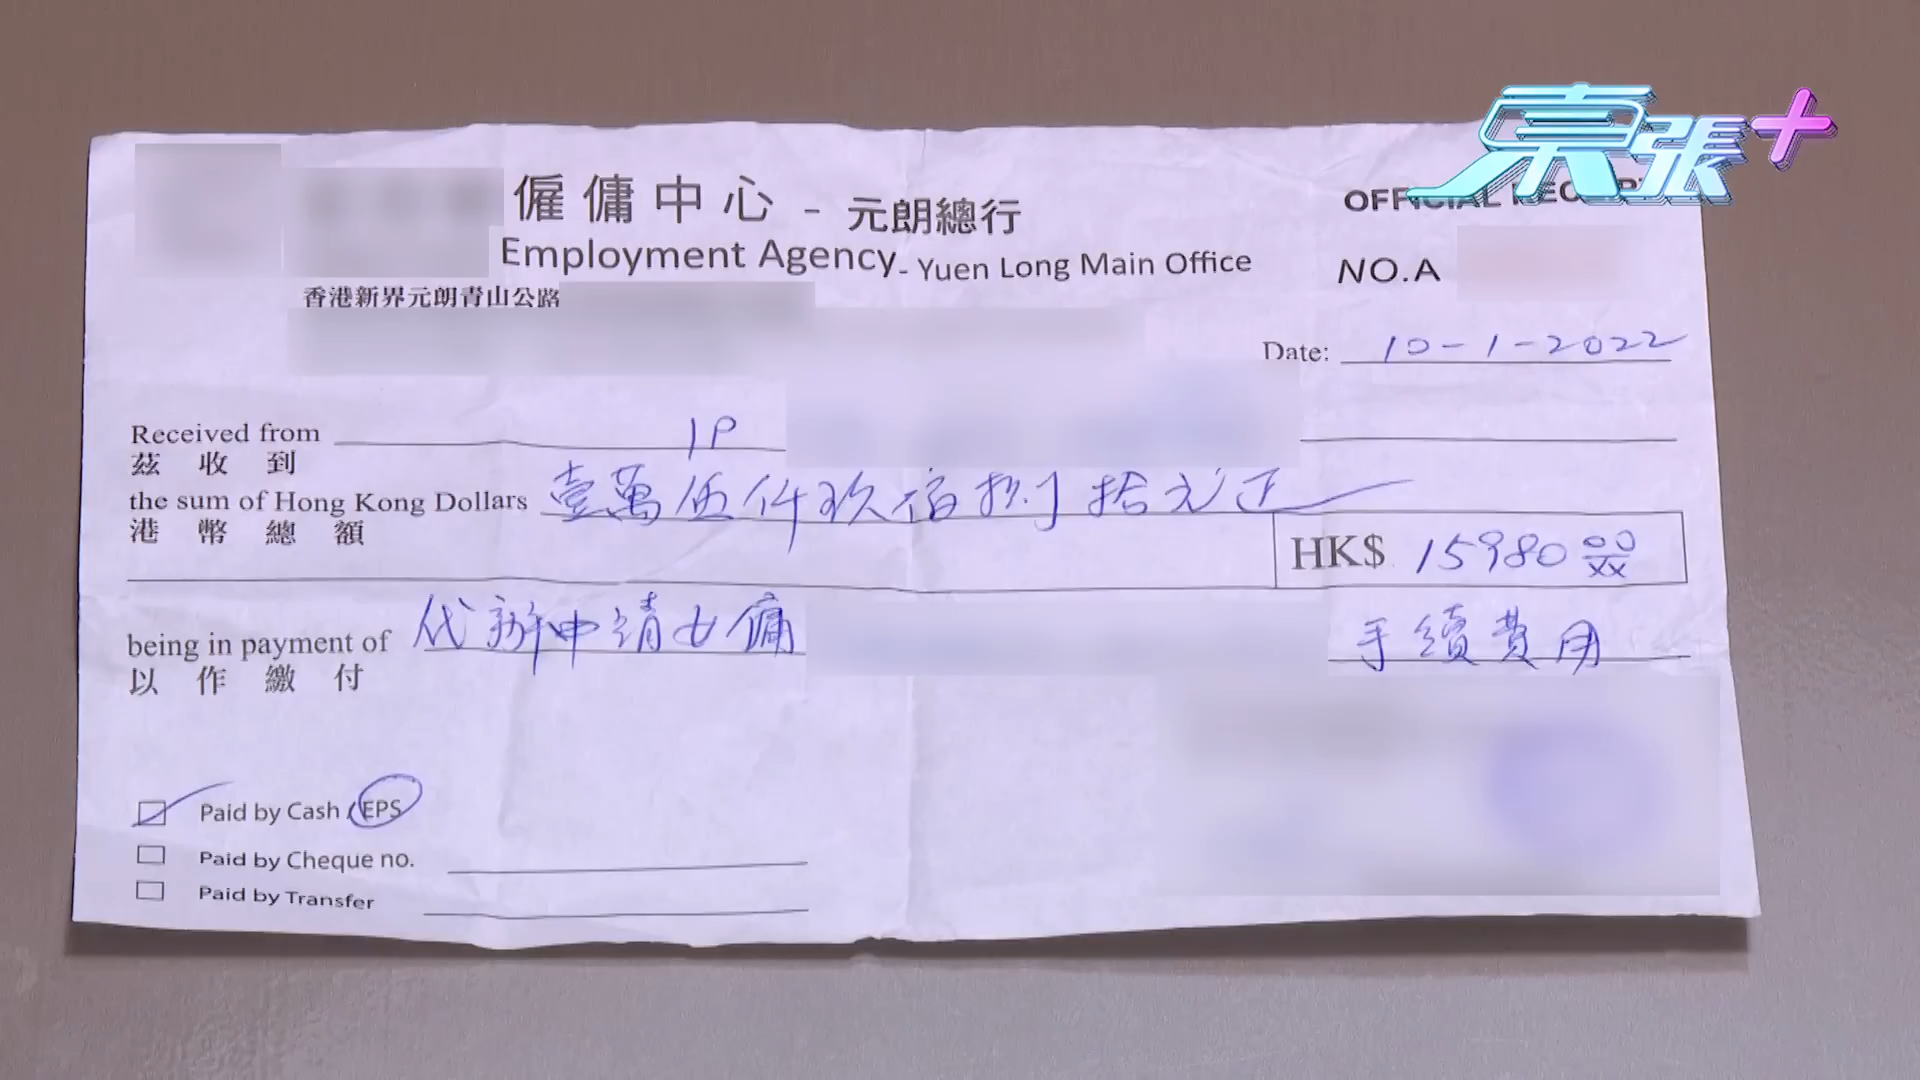 東張+
僱傭中心 - 元朗總行
OFFICIAL RECEIPT
Employment Agency - Yuen Long Main Office
NO.A
香港新界元朗青山公路
Date: 10-1-2022
Received from 1P
茲收到
the sum of Hong Kong Dollars 壹萬伍仟玖佰捌拾元正
港幣總額
HK$ 15980 00/xx
being in payment of 代辦申請女傭 手續費用
以作繳付
Paid by Cash / EPS
Paid by Cheque no.
Paid by Transfer